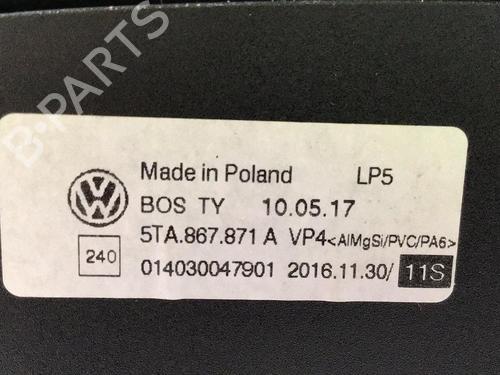 B-PARTS
Made in Poland LP5
BOS TY 10.05.17
5TA.867.871 A VP4<AlMgSi/PVC/PA6>
240
014030047901 2016.11.30/ 11S